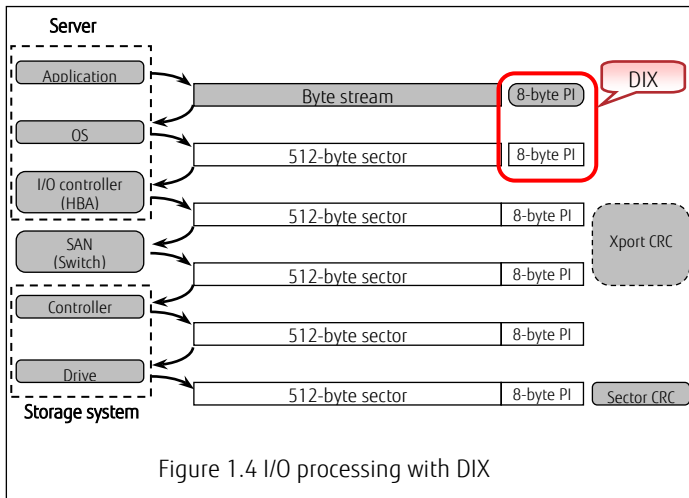 Server
Application
Byte stream
8-byte PI
DIX
OS
512-byte sector
8-byte PI
I/O controller
(HBA)
512-byte sector
8-byte PI
Xport CRC
SAN
(Switch)
512-byte sector
8-byte PI
Controller
512-byte sector
8-byte PI
Drive
512-byte sector
8-byte PI
Sector CRC
Storage system
Figure 1.4 I/O processing with DIX